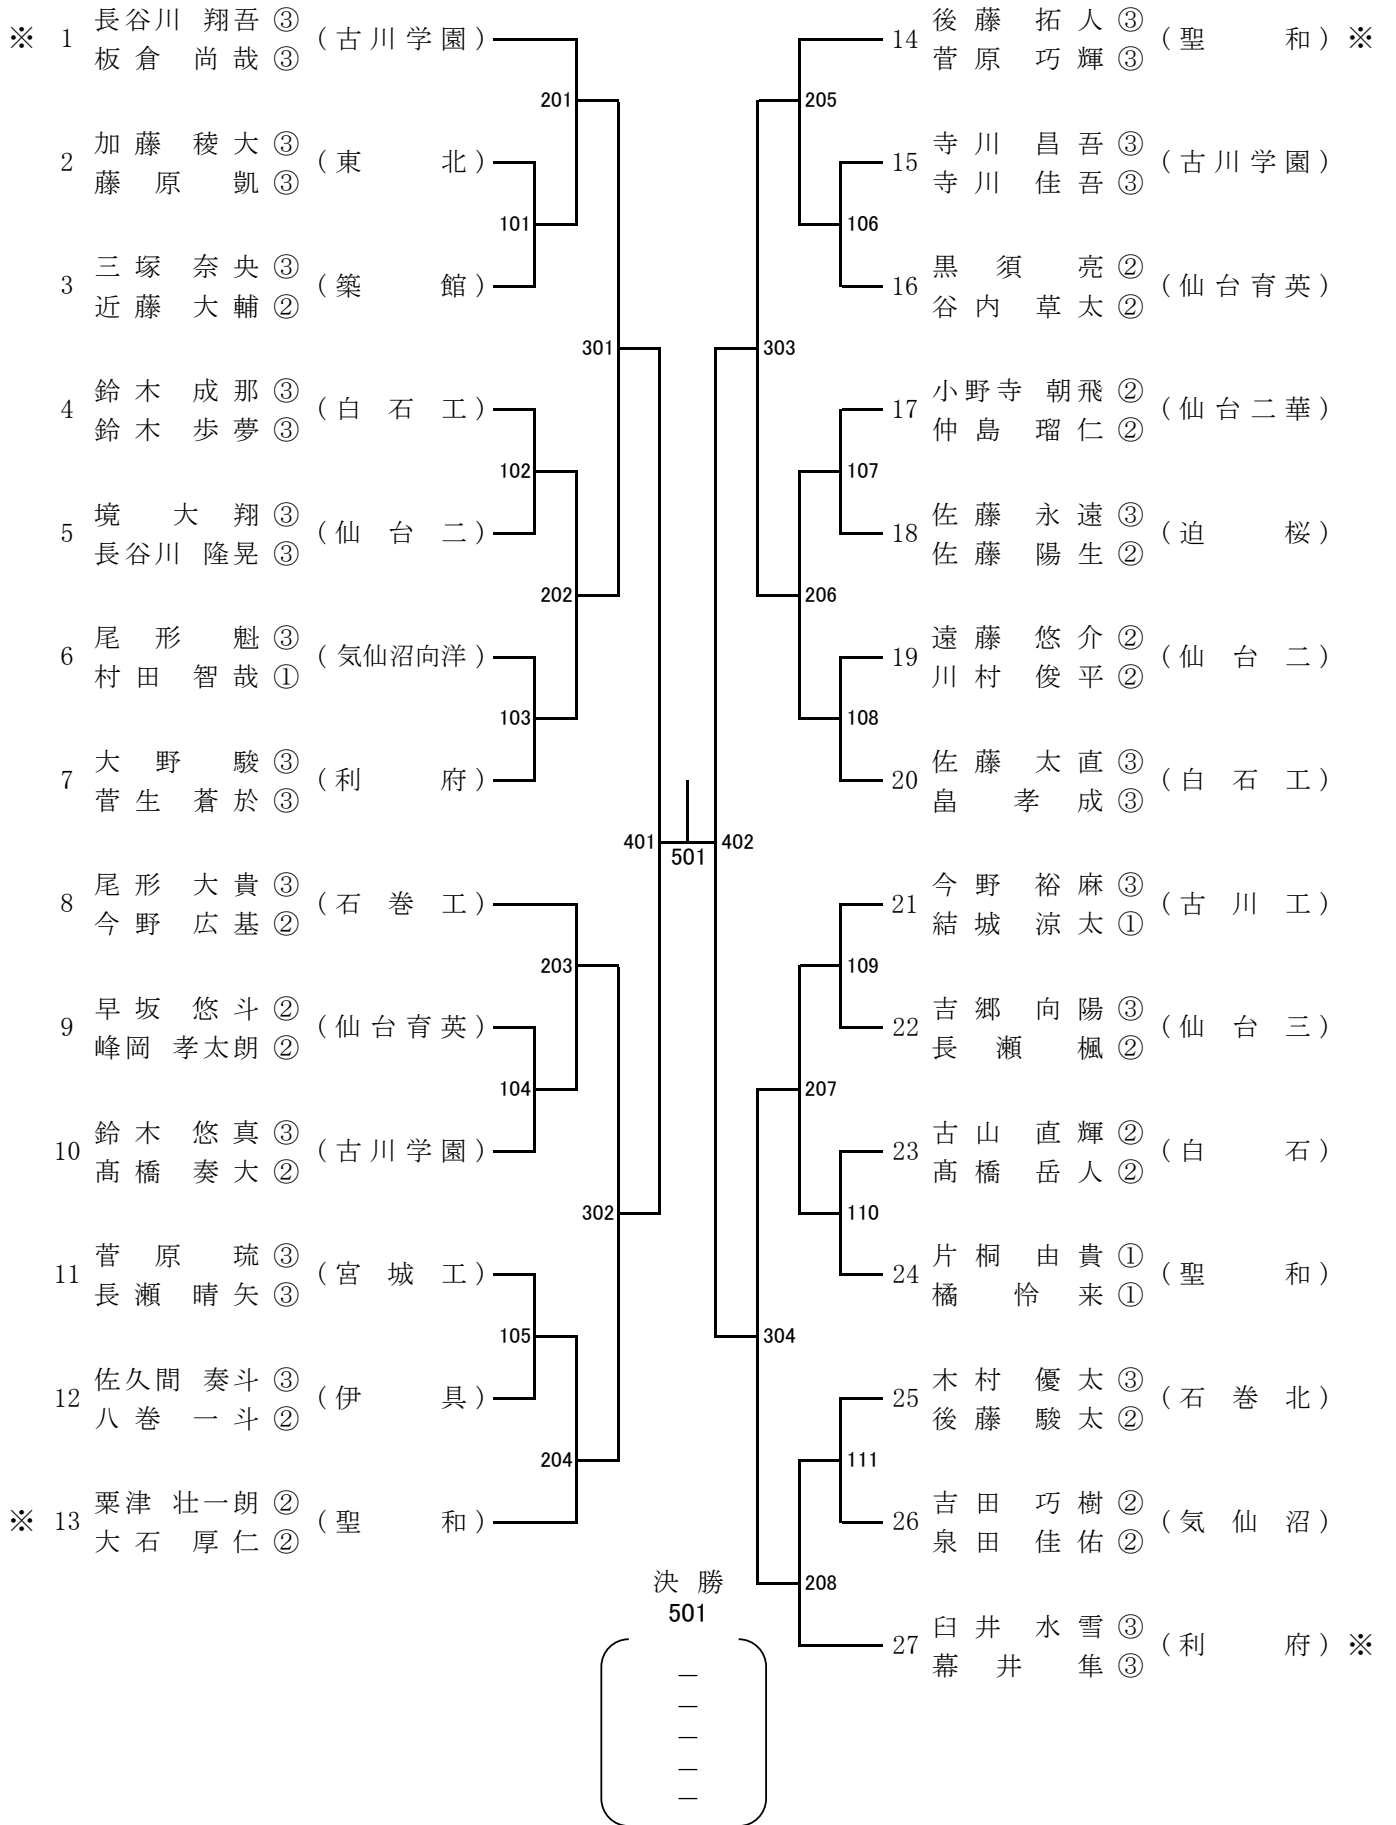 ※ 1 長谷川 翔吾 ③ (古川学園)
板倉 尚哉 ③
2 加藤 稜大 ③ (東北)
藤原 凱 ③
3 三塚 奈央 ③ (築館)
近藤 大輔 ②
4 鈴木 成那 ③ (白石工)
鈴木 歩夢 ③
5 境 大翔 ③ (仙台二)
長谷川 隆晃 ③
6 尾形 魁 ③ (気仙沼向洋)
村田 智哉 ①
7 大野 駿 ③ (利府)
菅生 蒼於 ③
8 尾形 大貴 ③ (石巻工)
今野 広基 ②
9 早坂 悠斗 ② (仙台育英)
峰岡 孝太朗 ②
10 鈴木 悠真 ③ (古川学園)
髙橋 奏大 ②
11 菅原 琉 ③ (宮城工)
長瀬 晴矢 ③
12 佐久間 奏斗 ③ (伊具)
八巻 一斗 ②
※ 13 粟津 壮一朗 ② (聖和)
大石 厚仁 ②
101
102
103
104
105
201
202
203
204
301
302
401
501
402
303
304
205
206
207
208
106
107
108
109
110
111
14 後藤 拓人 ③ (聖和) ※
菅原 巧輝 ③
15 寺川 昌吾 ③ (古川学園)
寺川 佳吾 ③
16 黒須 亮 ② (仙台育英)
谷内 草太 ②
17 小野寺 朝飛 ② (仙台二華)
仲島 瑠仁 ②
18 佐藤 永遠 ③ (迫桜)
佐藤 陽生 ②
19 遠藤 悠介 ② (仙台二)
川村 俊平 ②
20 佐藤 太直 ③ (白石工)
畠 孝成 ③
21 今野 裕麻 ③ (古川工)
結城 涼太 ①
22 吉郷 向陽 ③ (仙台三)
長瀬 楓 ②
23 古山 直輝 ② (白石)
髙橋 岳人 ②
24 片桐 由貴 ① (聖和)
橘 怜来 ①
25 木村 優太 ③ (石巻北)
後藤 駿太 ②
26 吉田 巧樹 ② (気仙沼)
泉田 佳佑 ②
27 臼井 水雪 ③ (利府) ※
幕井 隼 ③
決勝
501
―
―
―
―
―